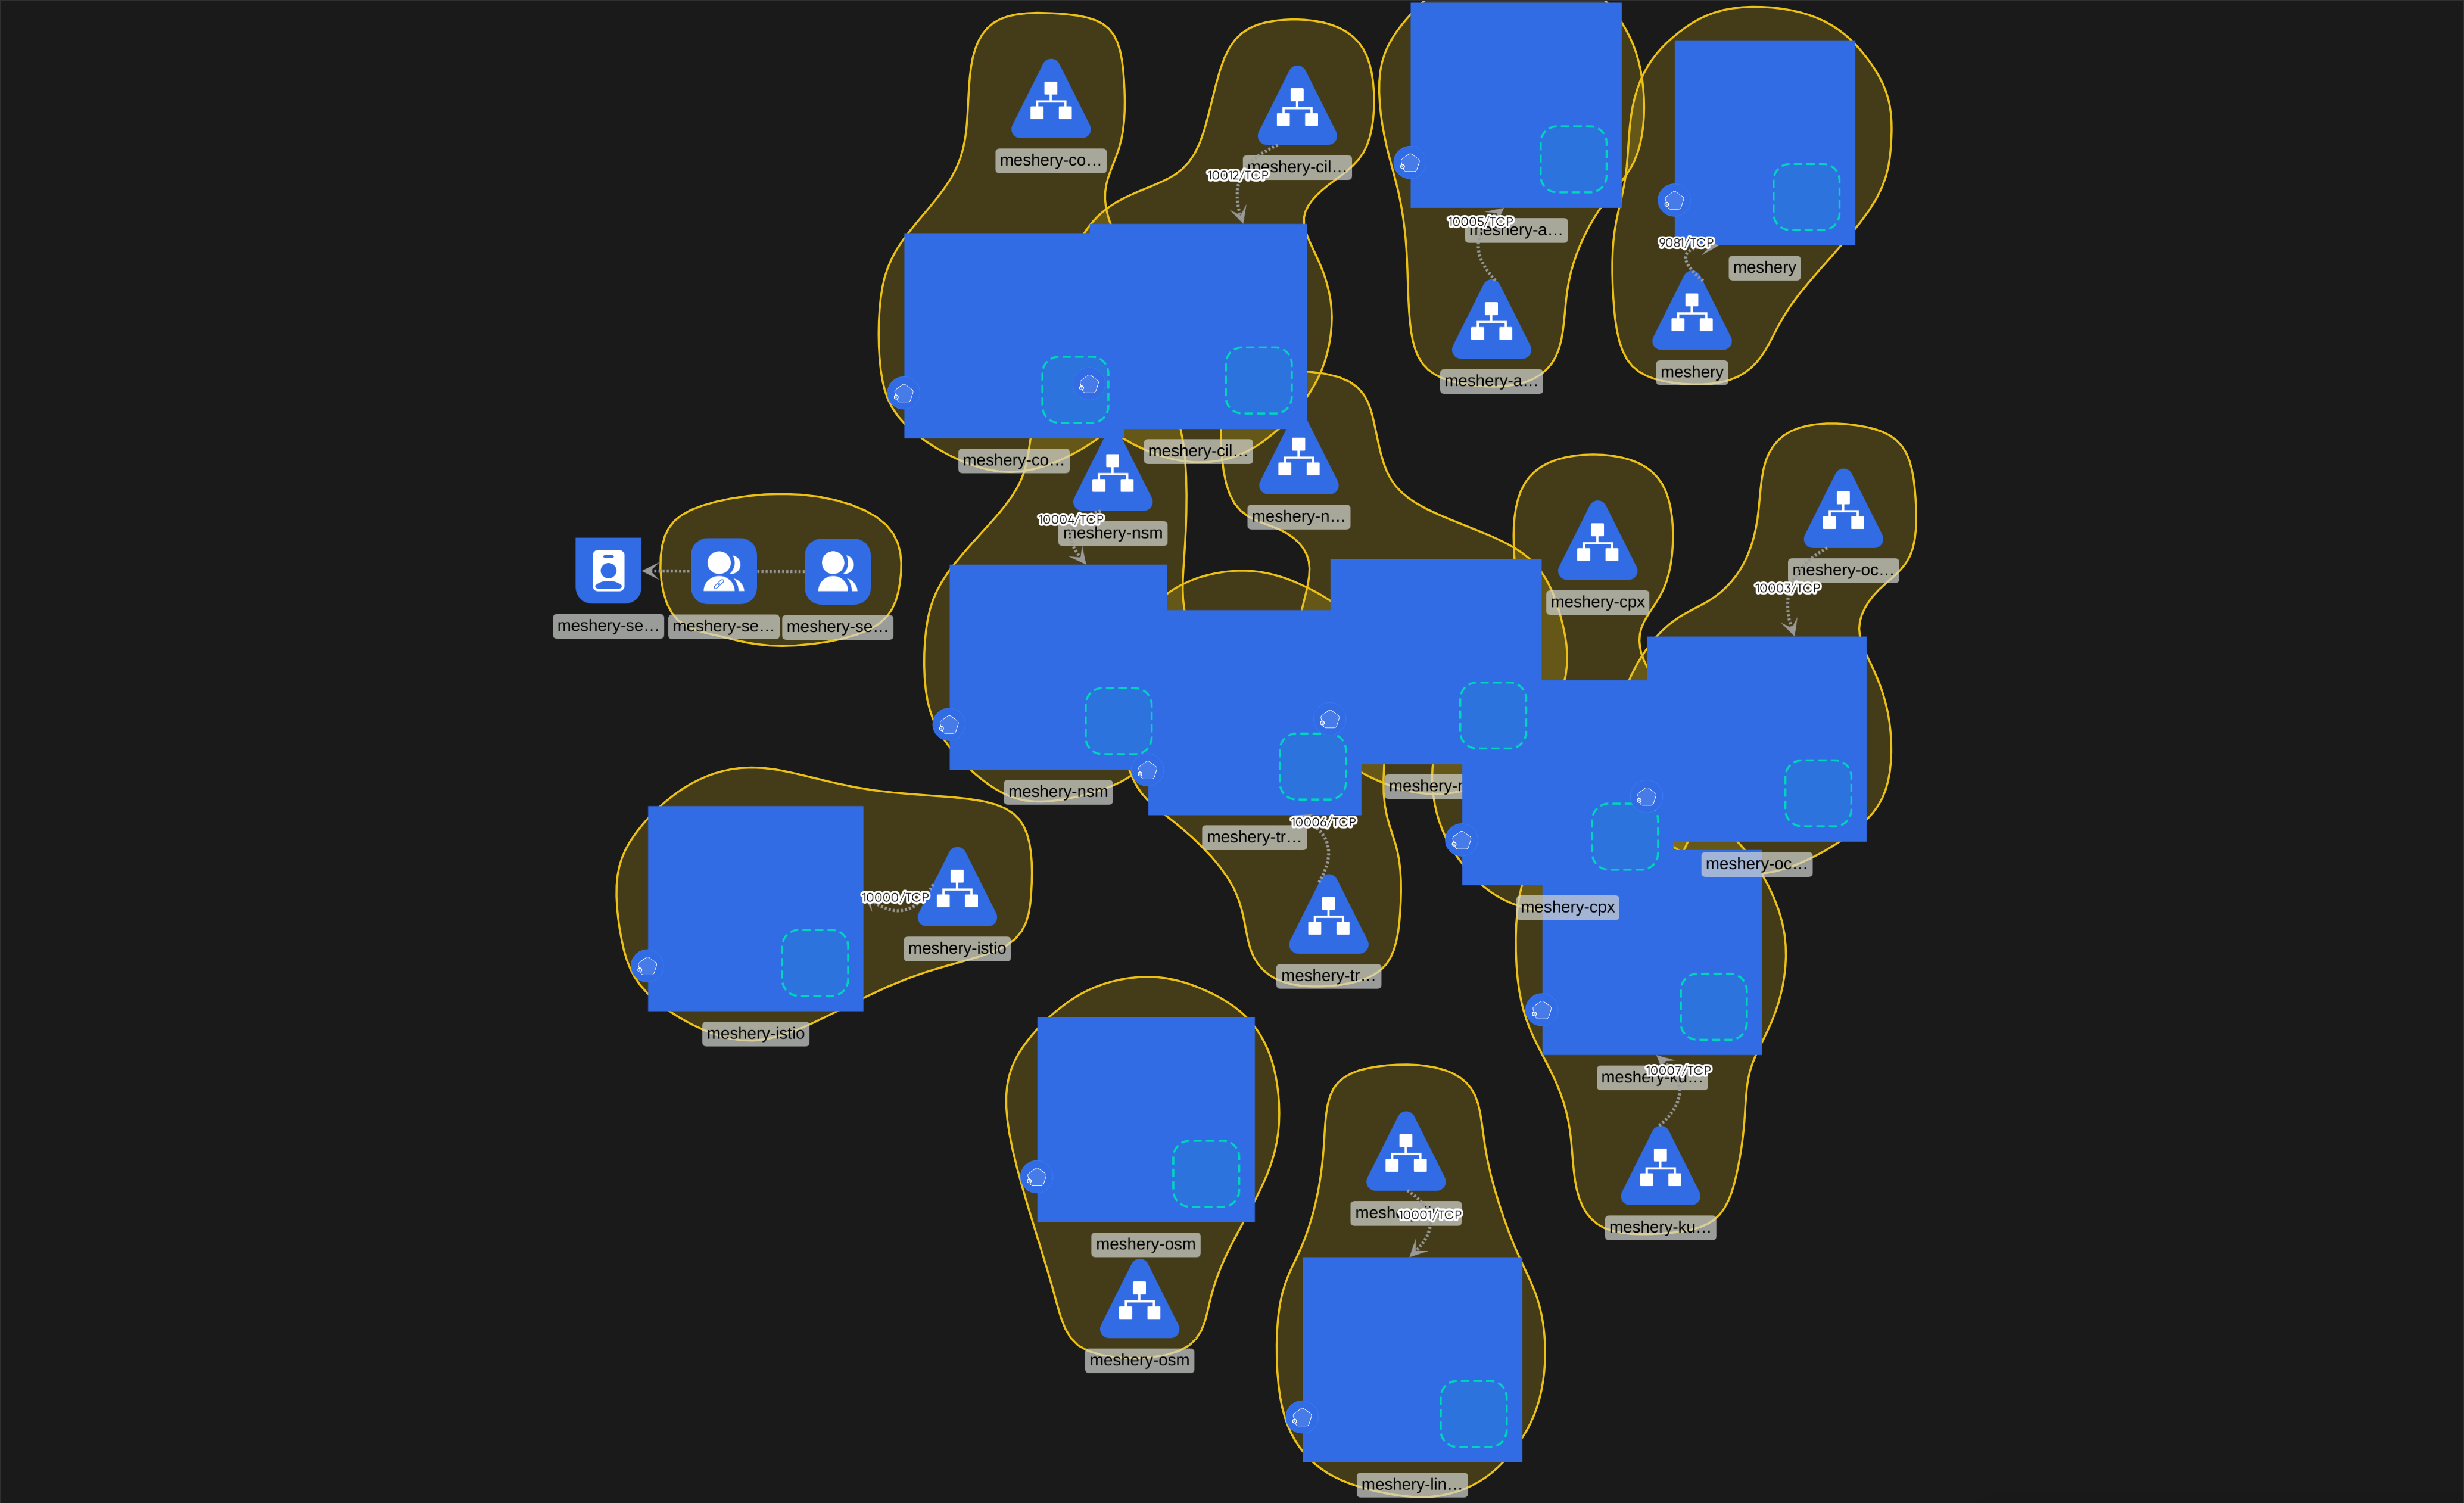 meshery-co…
10012/TCP
meshery-cil…
10005/TCP
meshery-a…
9081/TCP
meshery
meshery-a…
meshery
meshery-co…
meshery-cil…
meshery-n…
10004/TCP
meshery-nsm
meshery-cpx
meshery-oc…
10003/TCP
meshery-se…
meshery-se…
meshery-se…
meshery-nsm
meshery-tr…
10006/TCP
meshery-oc…
meshery-cpx
10000/TCP
meshery-istio
meshery-tr…
meshery-istio
meshery-ku…
10007/TCP
10001/TCP
meshery-ku…
meshery-osm
meshery-osm
meshery-lin…